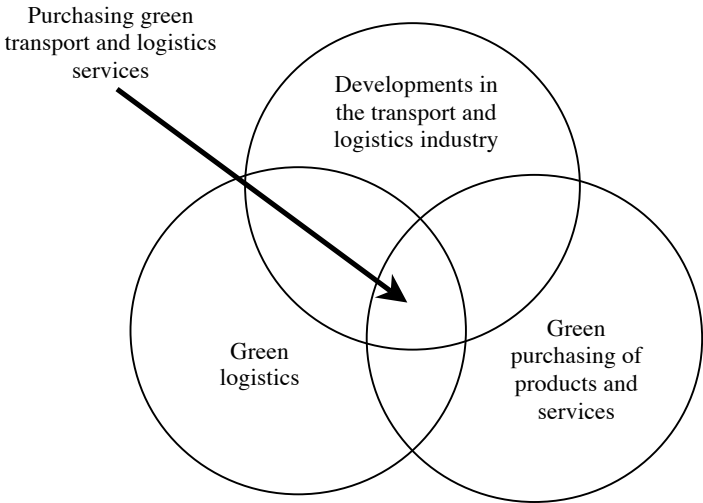 Purchasing green
transport and logistics
services
Developments in
the transport and
logistics industry
Green
logistics
Green
purchasing of
products and
services